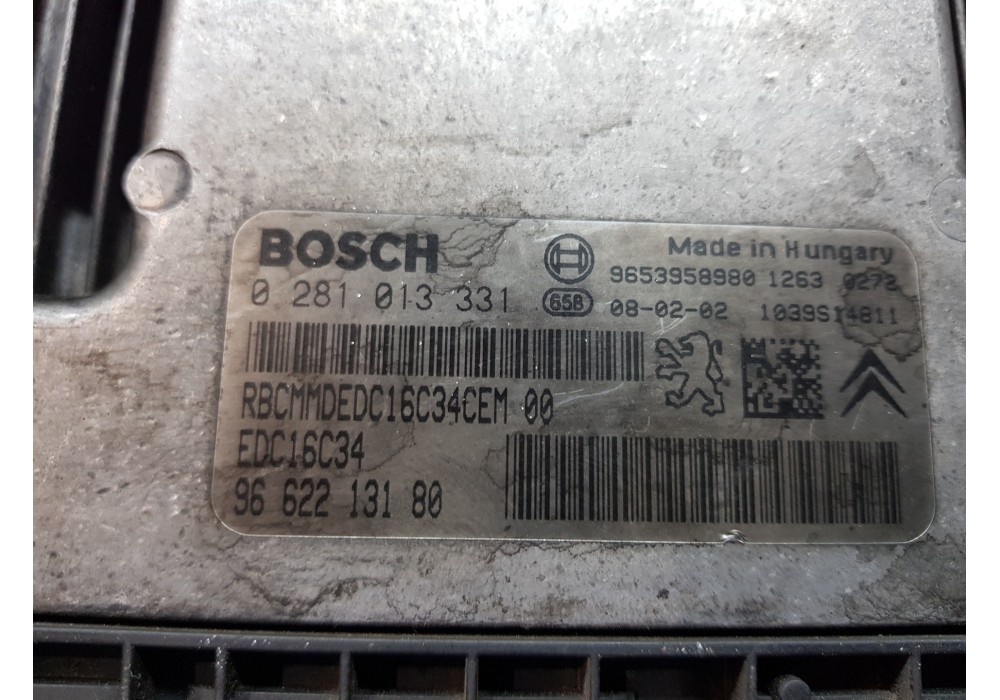 BOSCH
Made in Hungary
9653958980 1263 0272
0 281 013 331
658
08-02-02 1039S14811
RBCMMDEDC16C34CEM 00
EDC16C34
96 622 131 80